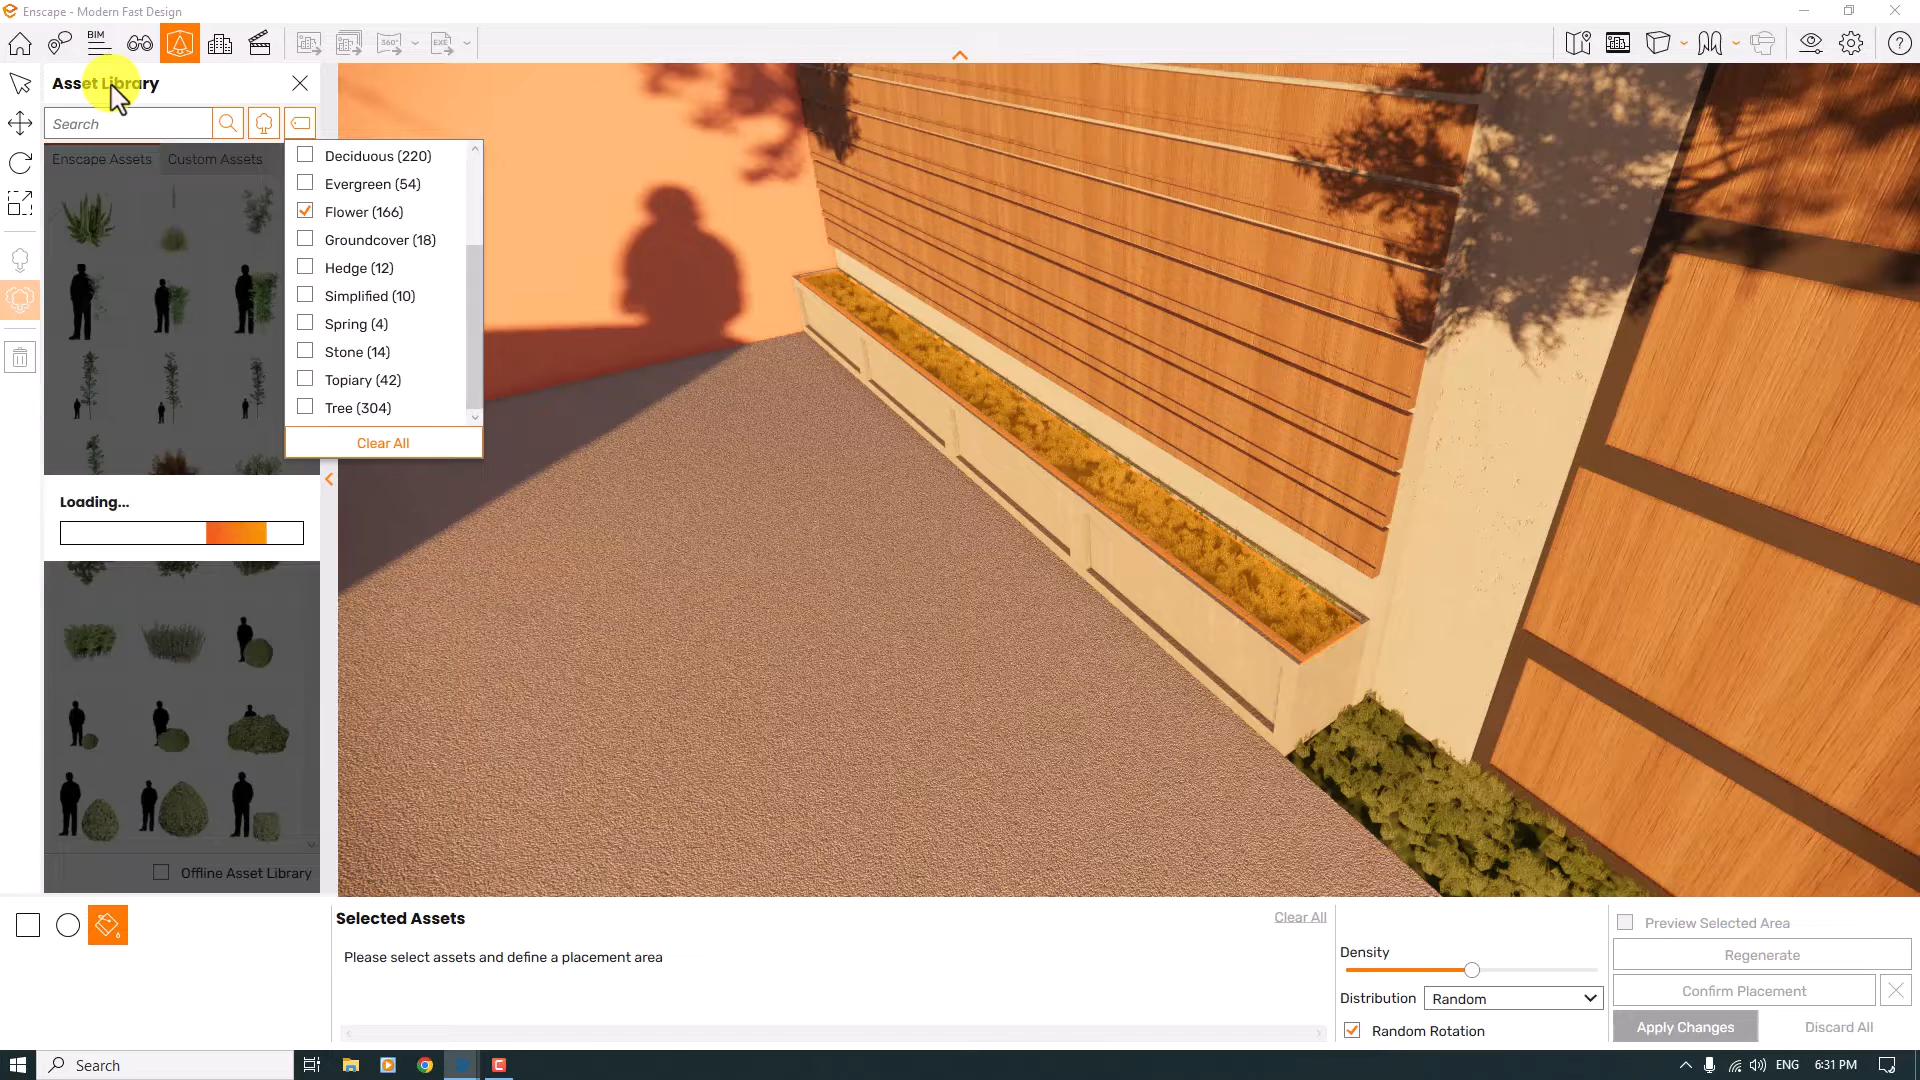 Enscape - Modern Fast Design
BIM
360°
EXE
Asset Library
Search
Enscape Assets
Custom Assets
Deciduous (220)
Evergreen (54)
Flower (166)
Groundcover (18)
Hedge (12)
Simplified (10)
Spring (4)
Stone (14)
Topiary (42)
Tree (304)
Clear All
Loading...
Offline Asset Library
Selected Assets
Clear All
Please select assets and define a placement area
Density
Distribution
Random
Random Rotation
Preview Selected Area
Regenerate
Confirm Placement
Apply Changes
Discard All
Search
ENG
6:31 PM